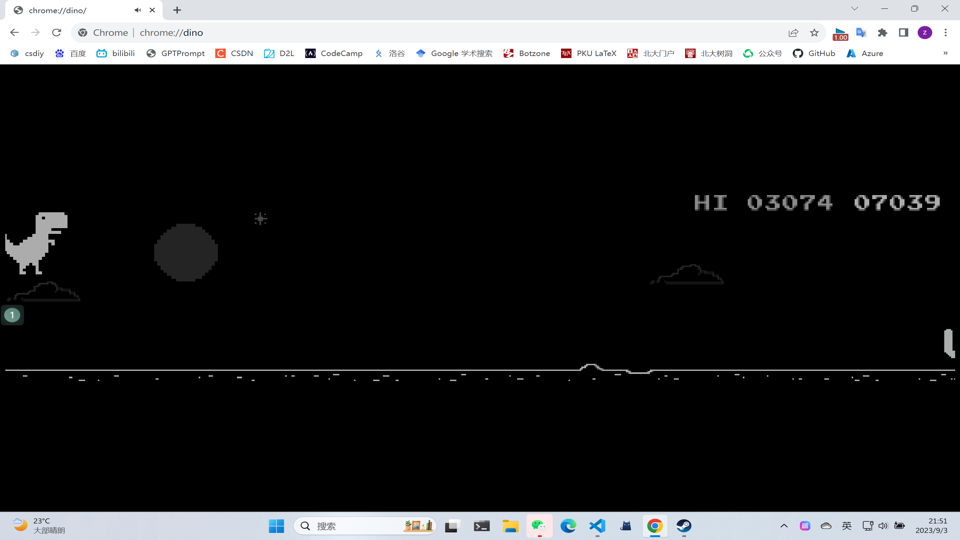 chrome://dino/
Chrome | chrome://dino
1.00
z
csdiy 百度 bilibili GPTPrompt CSDN D2L CodeCamp 洛谷 Google 学术搜索 Botzone PKU LaTeX 北大门户 北大树洞 公众号 GitHub Azure »
HI 03074 07039
1
23°C
大部晴朗
搜索
英
21:51
2023/9/3